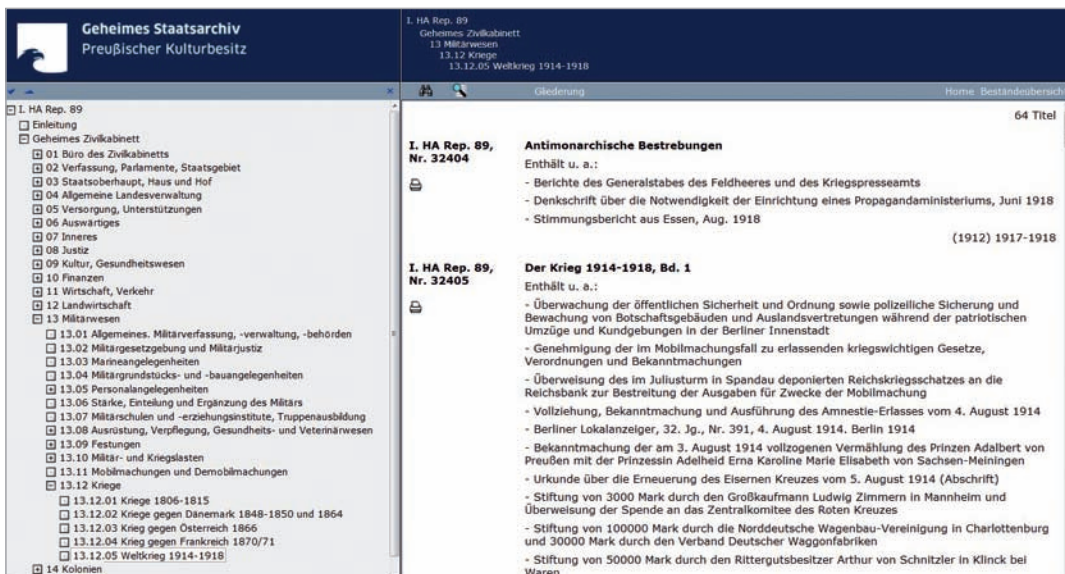 Geheimes Staatsarchiv
Preußischer Kulturbesitz
I. HA Rep. 89
Geheimes Zivilkabinett
13 Militärwesen
13.12 Kriege
13.12.05 Weltkrieg 1914-1918
Gliederung
Home Beständeübersicht
I. HA Rep. 89
Einleitung
Geheimes Zivilkabinett
01 Büro des Zivilkabinetts
02 Verfassung, Parlamente, Staatsgebiet
03 Staatsoberhaupt, Haus und Hof
04 Allgemeine Landesverwaltung
05 Versorgung, Unterstützungen
06 Auswärtiges
07 Inneres
08 Justiz
09 Kultur, Gesundheitswesen
10 Finanzen
11 Wirtschaft, Verkehr
12 Landwirtschaft
13 Militärwesen
13.01 Allgemeines. Militärverfassung, -verwaltung, -behörden
13.02 Militärgesetzgebung und Militärjustiz
13.03 Marineangelegenheiten
13.04 Militärgrundstücks- und -bauangelegenheiten
13.05 Personalangelegenheiten
13.06 Stärke, Einteilung und Ergänzung des Militärs
13.07 Militärschulen und -erziehungsinstitute, Truppenausbildung
13.08 Ausrüstung, Verpflegung, Gesundheits- und Veterinärwesen
13.09 Festungen
13.10 Militär- und Kriegslasten
13.11 Mobilmachungen und Demobilmachungen
13.12 Kriege
13.12.01 Kriege 1806-1815
13.12.02 Kriege gegen Dänemark 1848-1850 und 1864
13.12.03 Krieg gegen Österreich 1866
13.12.04 Krieg gegen Frankreich 1870/71
13.12.05 Weltkrieg 1914-1918
14 Kolonien
64 Titel
I. HA Rep. 89,
Nr. 32404
Antimonarchische Bestrebungen
Enthält u. a.:
- Berichte des Generalstabes des Feldheeres und des Kriegspresseamts
- Denkschrift über die Notwendigkeit der Einrichtung eines Propagandaministeriums, Juni 1918
- Stimmungsbericht aus Essen, Aug. 1918
(1912) 1917-1918
I. HA Rep. 89,
Nr. 32405
Der Krieg 1914-1918, Bd. 1
Enthält u. a.:
- Überwachung der öffentlichen Sicherheit und Ordnung sowie polizeiliche Sicherung und
Bewachung von Botschaftsgebäuden und Auslandsvertretungen während der patriotischen
Umzüge und Kundgebungen in der Berliner Innenstadt
- Genehmigung der im Mobilmachungsfall zu erlassenden kriegswichtigen Gesetze,
Verordnungen und Bekanntmachungen
- Überweisung des im Juliusturm in Spandau deponierten Reichskriegsschatzes an die
Reichsbank zur Bestreitung der Ausgaben für Zwecke der Mobilmachung
- Vollziehung, Bekanntmachung und Ausführung des Amnestie-Erlasses vom 4. August 1914
- Berliner Lokalanzeiger, 32. Jg., Nr. 391, 4. August 1914. Berlin 1914
- Bekanntmachung der am 3. August 1914 vollzogenen Vermählung des Prinzen Adalbert von
Preußen mit der Prinzessin Adelheid Erna Karoline Marie Elisabeth von Sachsen-Meiningen
- Urkunde über die Erneuerung des Eisernen Kreuzes vom 5. August 1914 (Abschrift)
- Stiftung von 3000 Mark durch den Großkaufmann Ludwig Zimmern in Mannheim und
Überweisung der Spende an das Zentralkomitee des Roten Kreuzes
- Stiftung von 100000 Mark durch die Norddeutsche Wagenbau-Vereinigung in Charlottenburg
und 30000 Mark durch den Verband Deutscher Waggonfabriken
- Stiftung von 50000 Mark durch den Rittergutsbesitzer Arthur von Schnitzler in Klinck bei
Waren